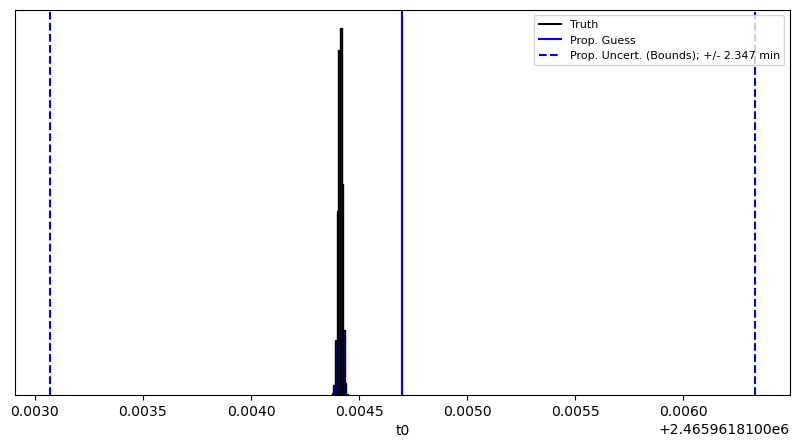 Truth
Prop. Guess
Prop. Uncert. (Bounds); +/- 2.347 min
0.0030 0.0035 0.0040 0.0045 0.0050 0.0055 0.0060
+2.4659618100e6
t0